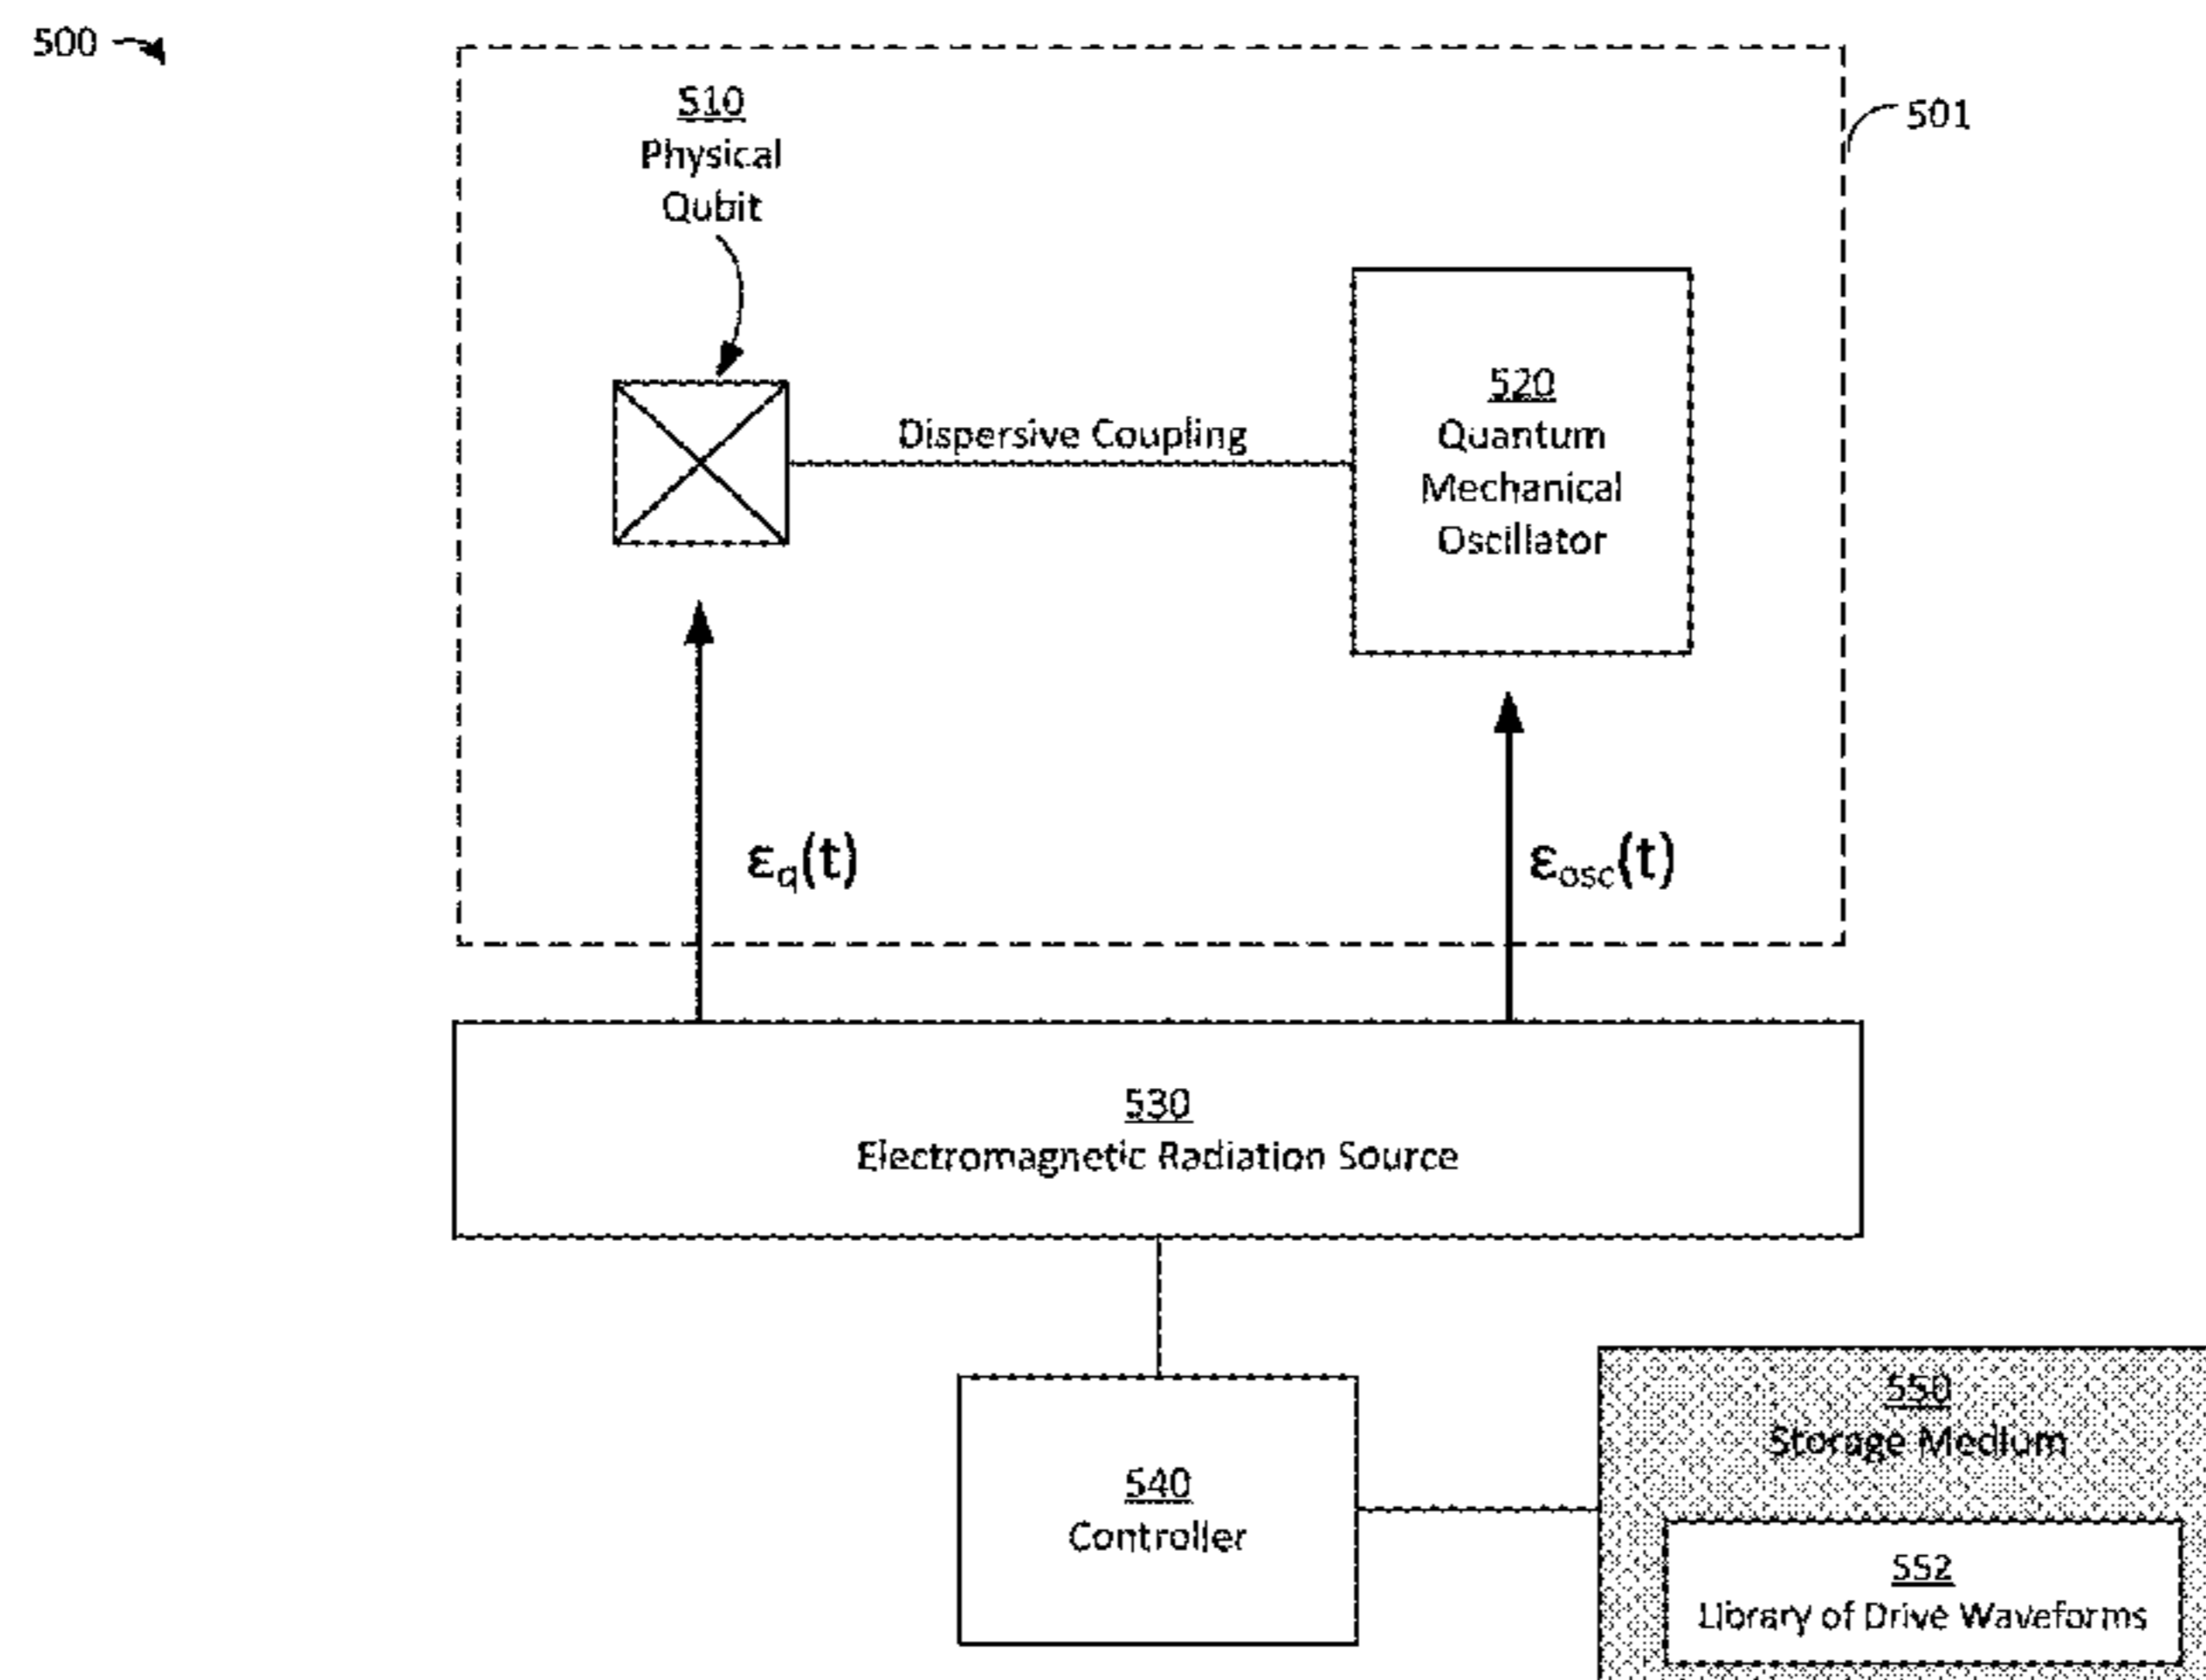 500
501
510
Physical
Qubit
Dispersive Coupling
520
Quantum
Mechanical
Oscillator
εq(t)
εosc(t)
530
Electromagnetic Radiation Source
540
Controller
550
Storage Medium
552
Library of Drive Waveforms